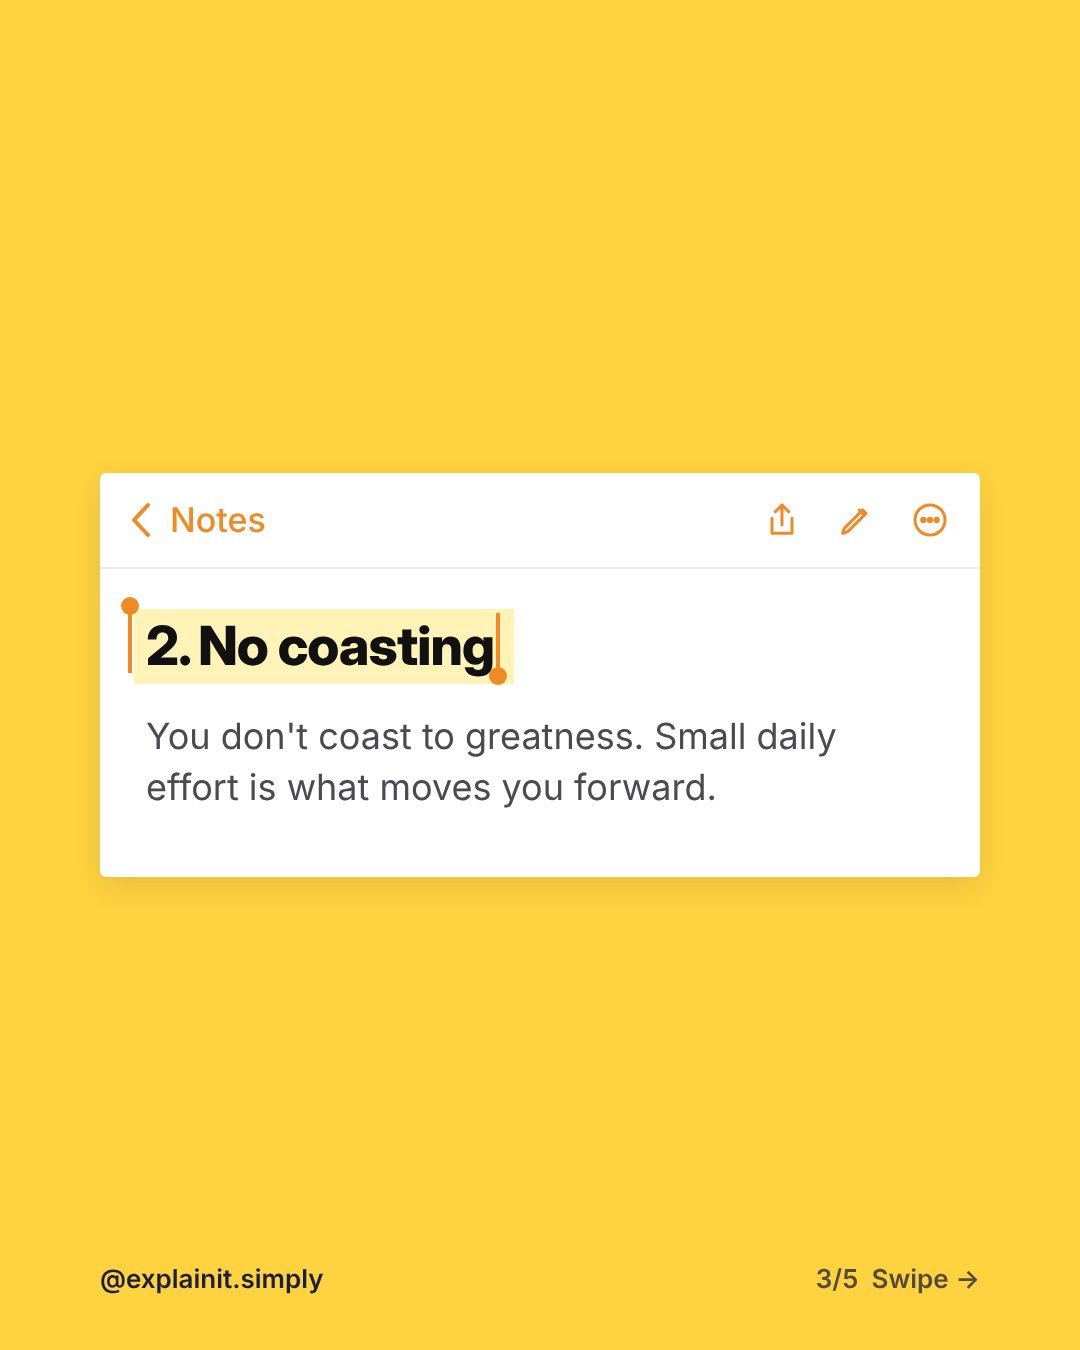 Notes
2. No coasting
You don't coast to greatness. Small daily
effort is what moves you forward.
@explainit.simply
3/5 Swipe →